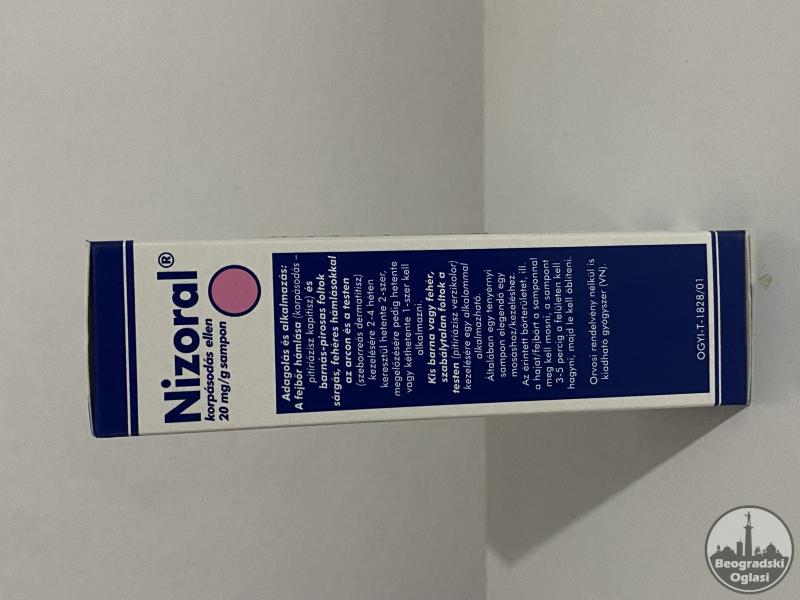 Nizoral®
korpásodás ellen
20 mg/g sampon
Adagolás és alkalmazás:
A fejbőr hámlása (korpásodás –
pitiriázisz kapitisz) és
barnás-pirosas foltok
sárgás, fehéres hámlásokkal
az arcon és a testen
(szeborreás dermatitisz)
kezelésére 2-4 héten
keresztül hetente 2-szer,
megelőzésére pedig hetente
vagy kéthetente 1-szer kell
alkalmazni.
Kis barna vagy fehér,
szabálytalan foltok a
testen (pitiriázisz verzikolor)
kezelésére egy alkalommal
alkalmazható.
Általában egy tenyérnyi
sampon elegendő egy
mosáshoz/kezeléshez.
Az érintett bőrterületet, ill.
a hajat/fejbőrt a samponnal
meg kell mosni, a sampont
3-5 percig a felületen kell
hagyni, majd le kell öblíteni.
Orvosi rendelvény nélkül is
kiadható gyógyszer (VN).
OGYI-T-1828/01
Beogradski
Oglasi